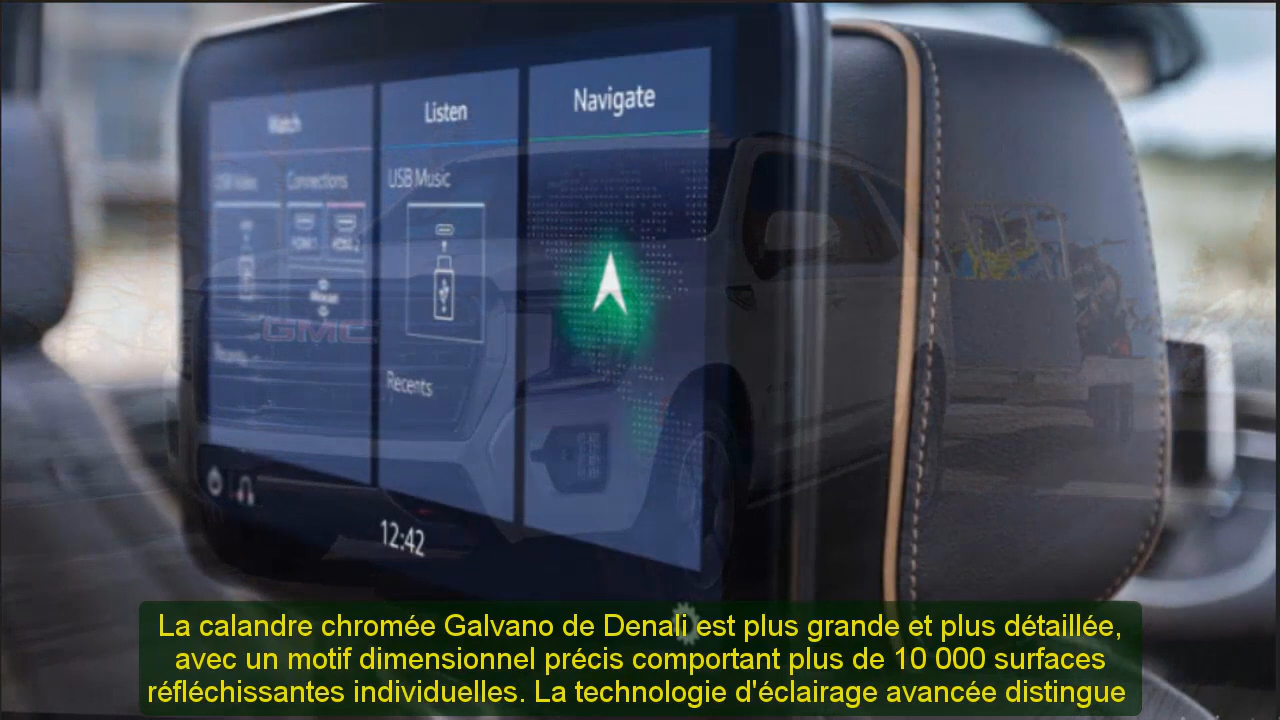 Watch
Listen
Navigate
USB Video
Connections
USB Music
HDMI 1
HDMI 2
GMC
Recents
12:42
La calandre chromée Galvano de Denali est plus grande et plus détaillée,
avec un motif dimensionnel précis comportant plus de 10 000 surfaces
réfléchissantes individuelles. La technologie d'éclairage avancée distingue